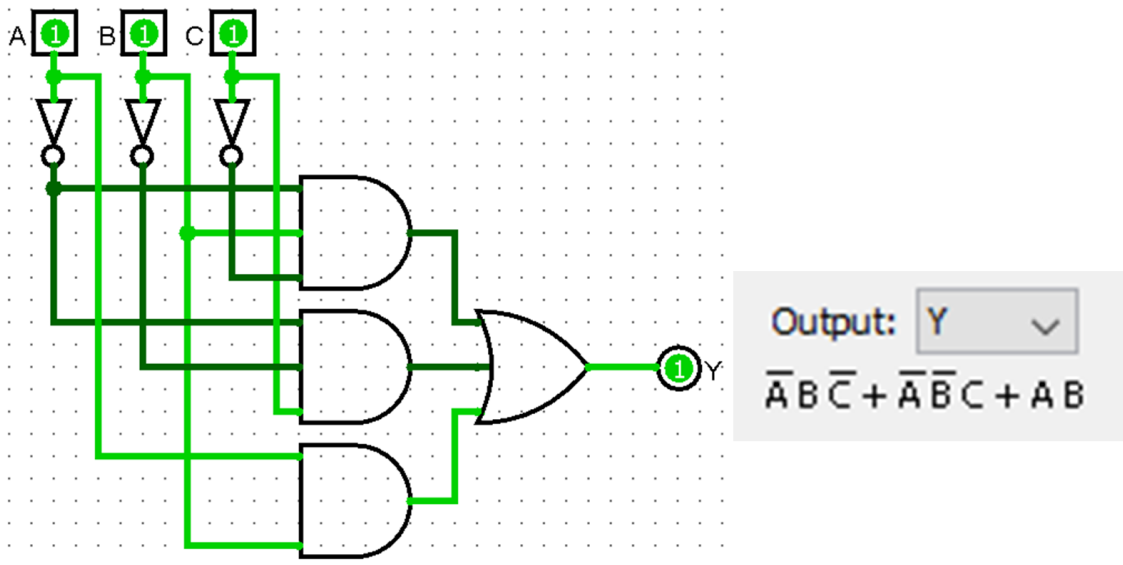 A 1 B 1 C 1
1 Y
Output: Y
A̅ B C̅ + A̅ B̅ C + A B